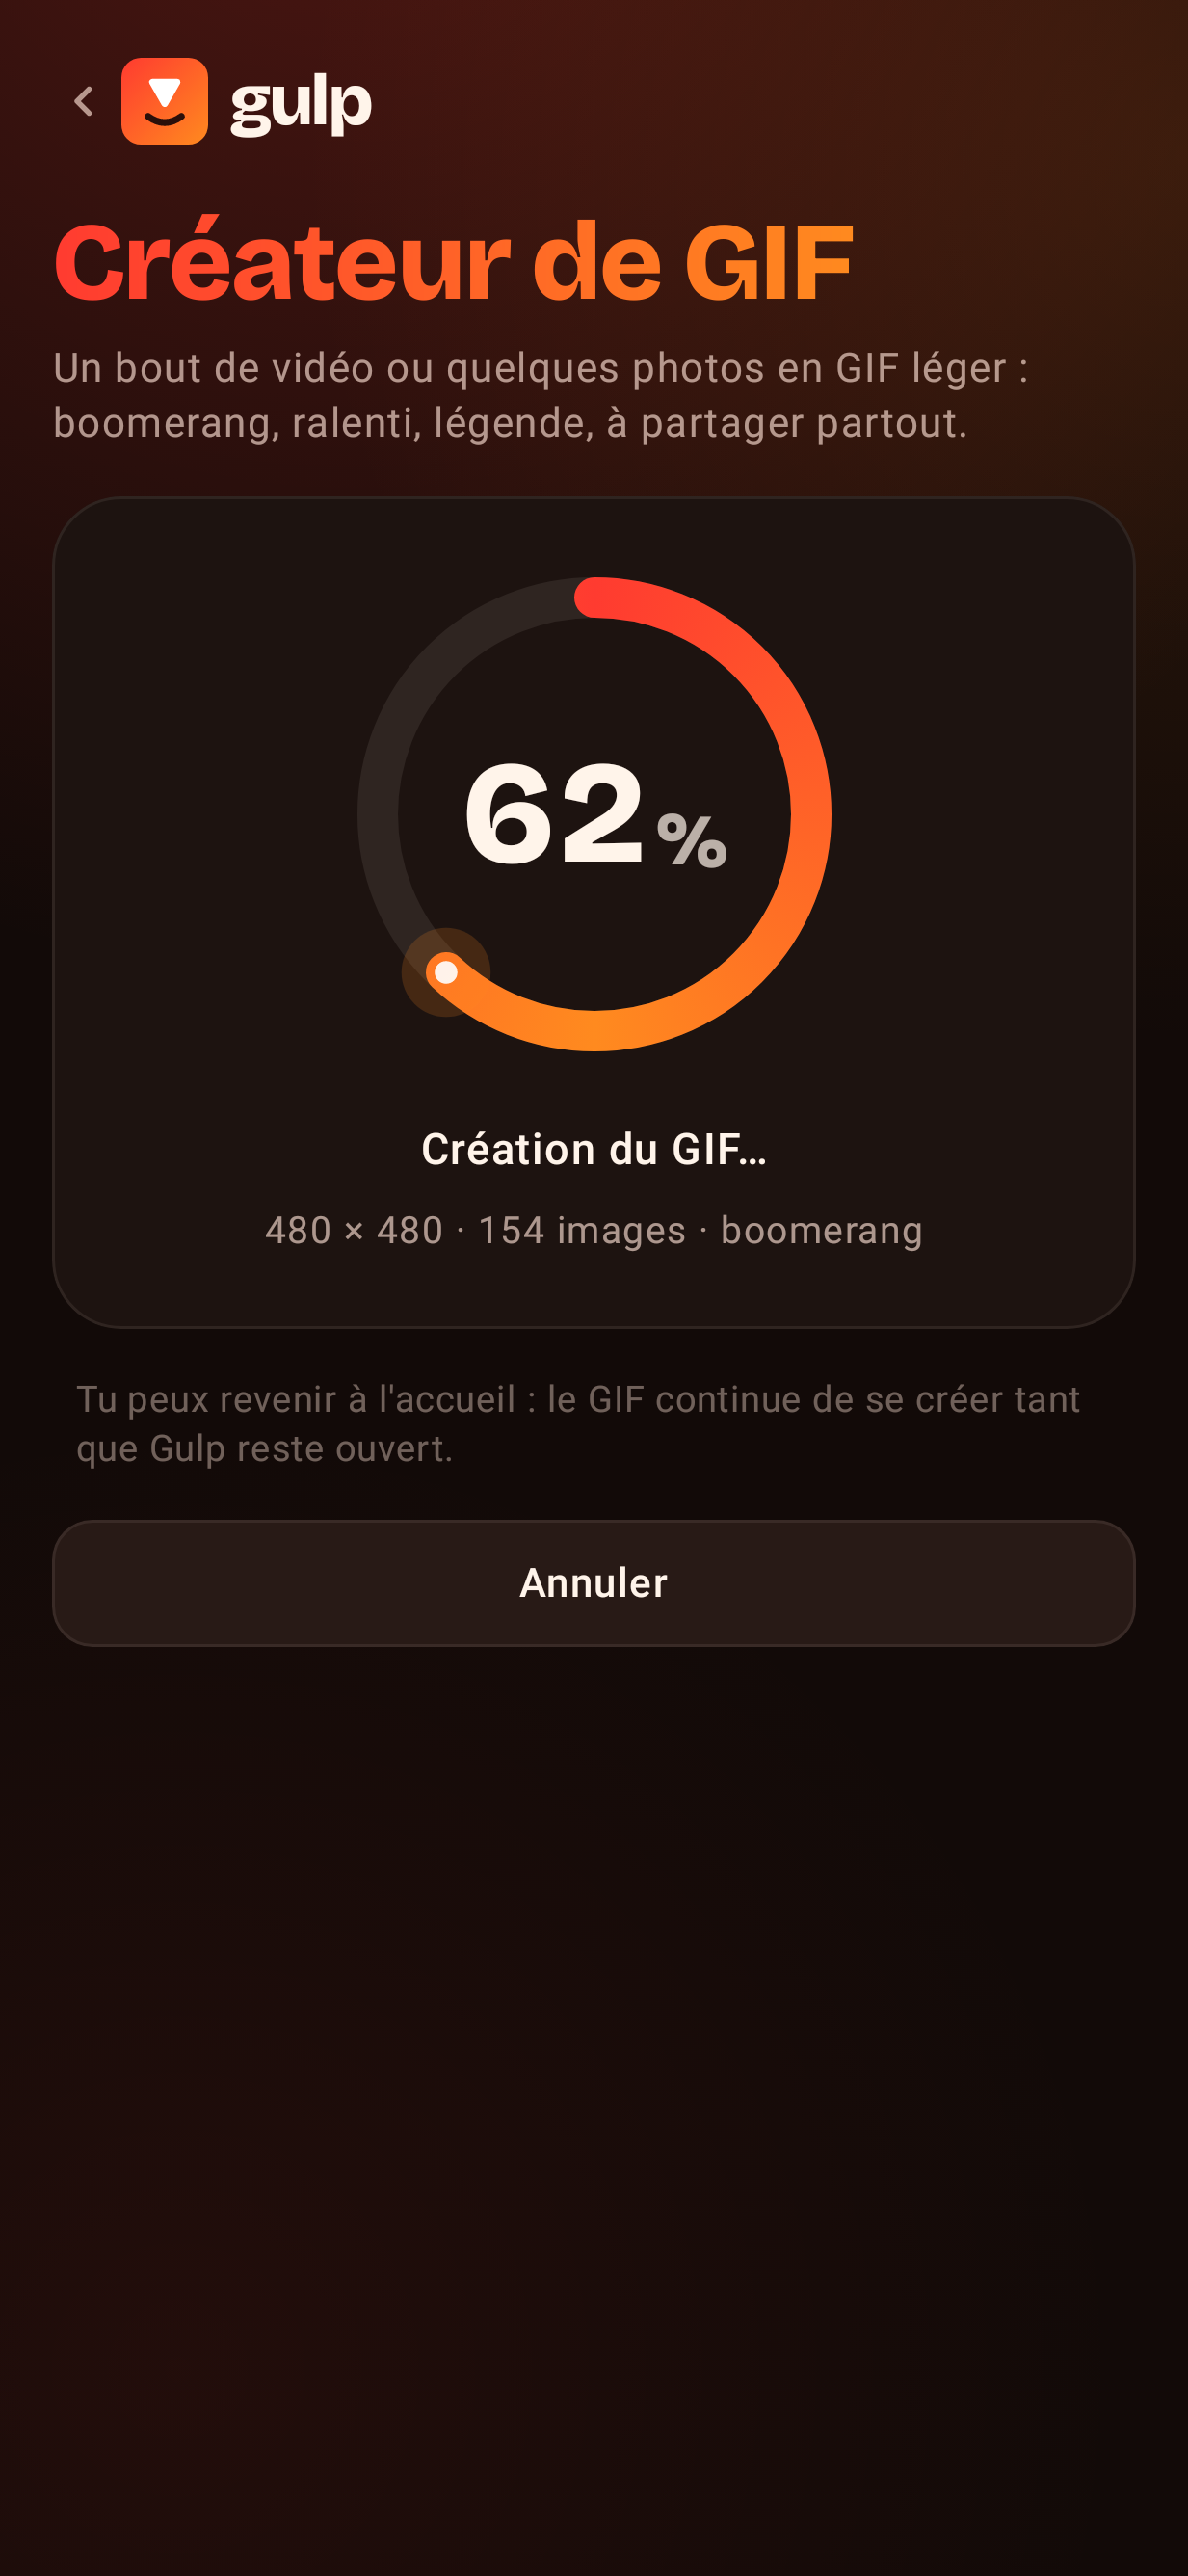 gulp
Créateur de GIF
Un bout de vidéo ou quelques photos en GIF léger :
boomerang, ralenti, légende, à partager partout.
62%
Création du GIF…
480 × 480 · 154 images · boomerang
Tu peux revenir à l'accueil : le GIF continue de se créer tant
que Gulp reste ouvert.
Annuler